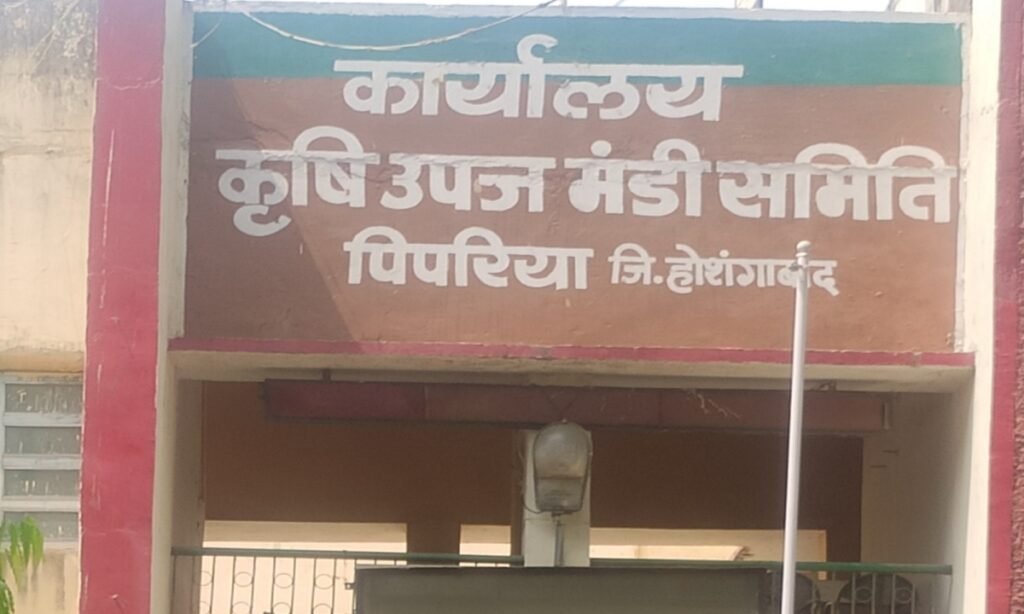 कार्यालय
कृषि उपज मंडी समिति
पिपरिया जि.होशंगाबाद